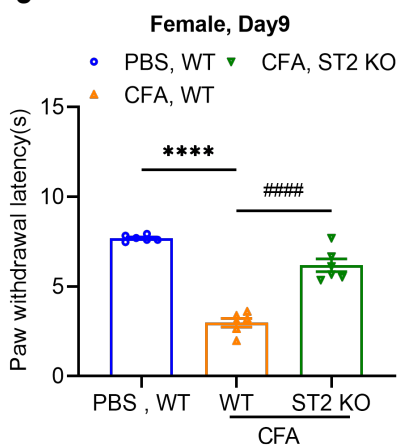 Female, Day9
PBS, WT CFA, ST2 KO
CFA, WT
Paw withdrawal latency(s)
15
10
5
0
****
####
PBS , WT WT ST2 KO
CFA